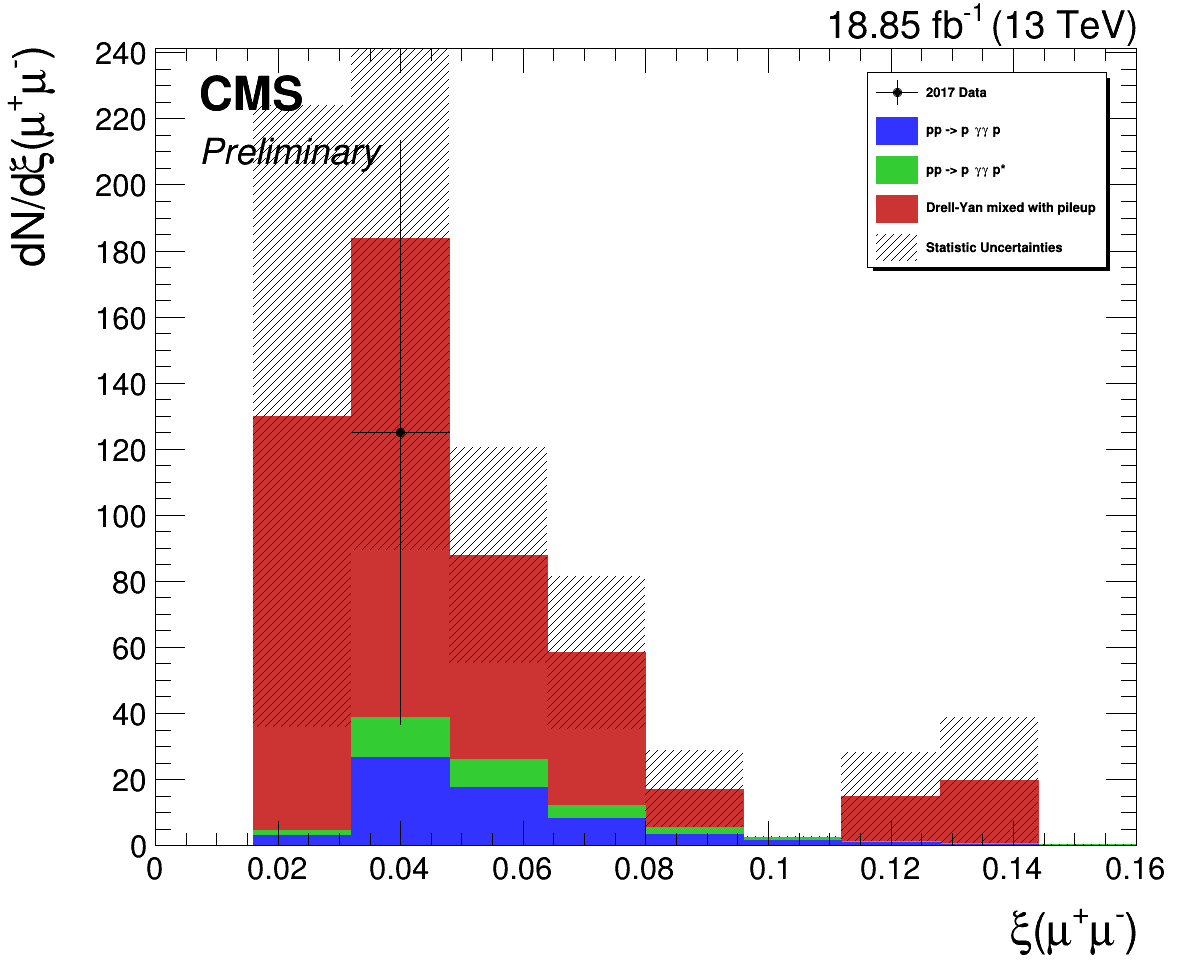 18.85 fb⁻¹ (13 TeV)
dN/dξ(μ⁺μ⁻)
CMS
Preliminary
2017 Data
pp -> p γγ p
pp -> p γγ p*
Drell-Yan mixed with pileup
Statistic Uncertainties
240
220
200
180
160
140
120
100
80
60
40
20
0
0 0.02 0.04 0.06 0.08 0.1 0.12 0.14 0.16
ξ(μ⁺μ⁻)